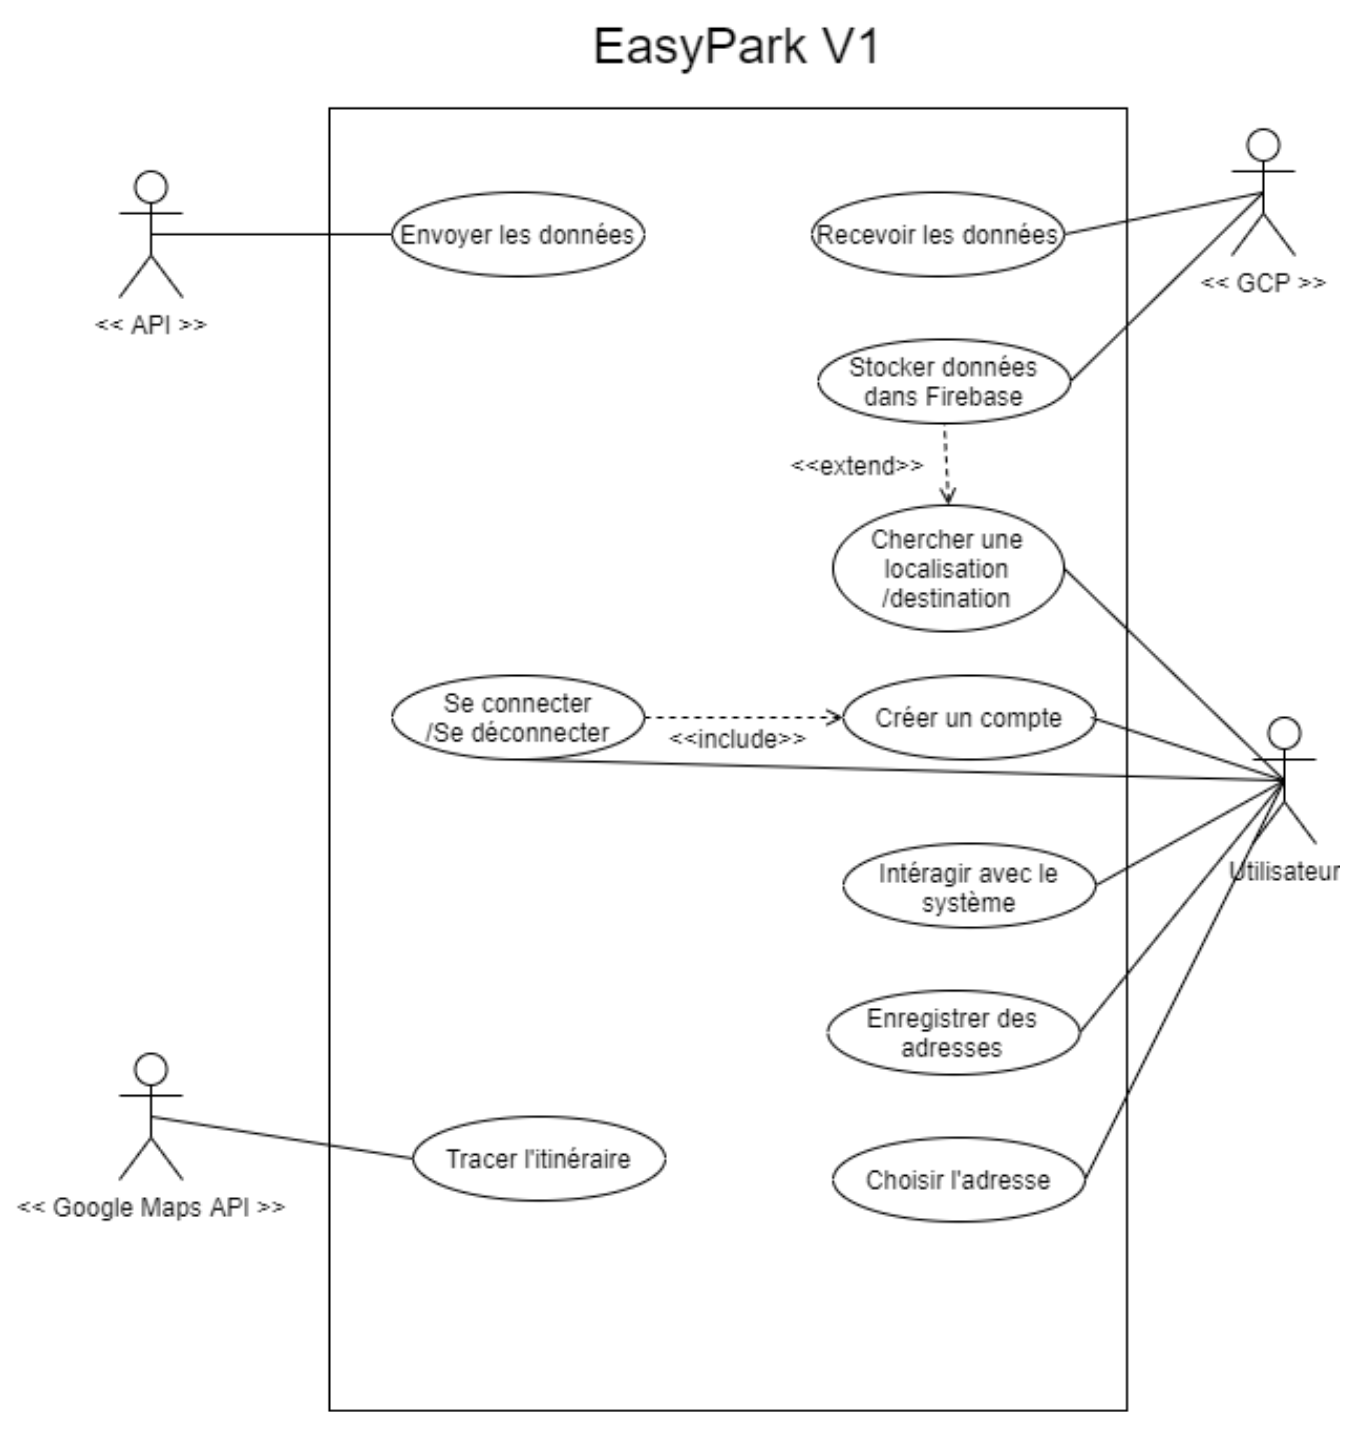 EasyPark V1
Envoyer les données
Recevoir les données
<< API >>
<< GCP >>
Stocker données
dans Firebase
<<extend>>
Chercher une
localisation
/destination
Se connecter
/Se déconnecter
<<include>>
Créer un compte
Intéragir avec le
système
Utilisateur
Enregistrer des
adresses
Tracer l'itinéraire
Choisir l'adresse
<< Google Maps API >>